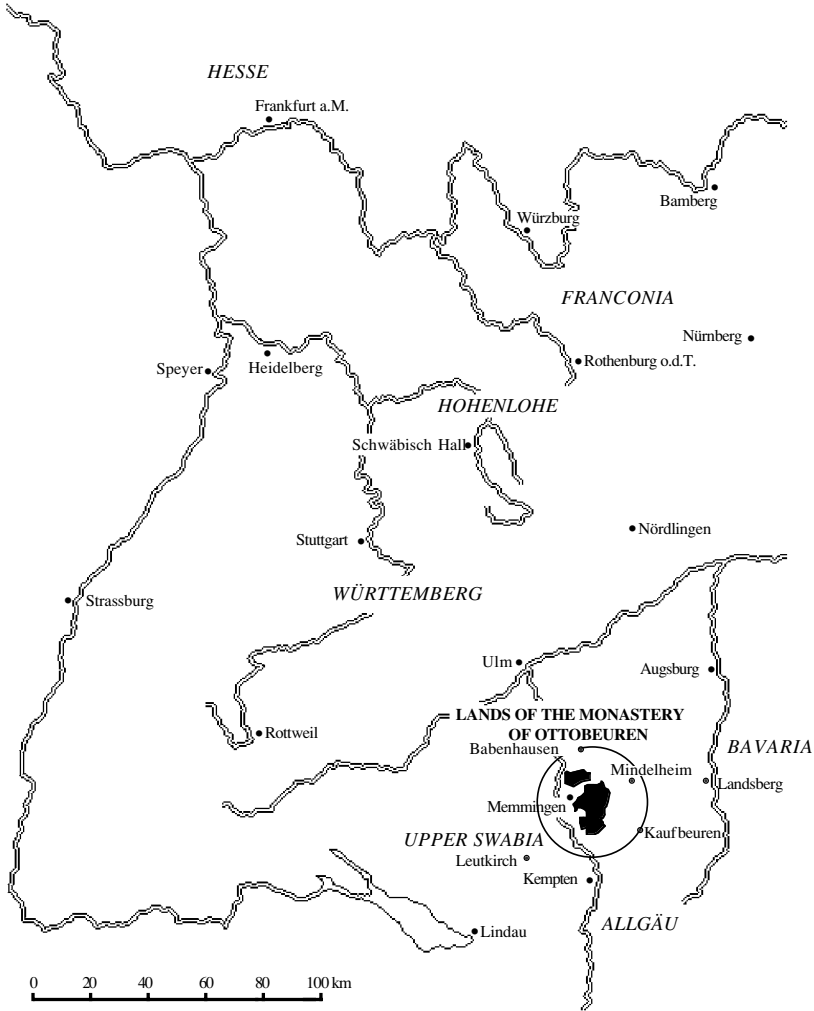 HESSE
Frankfurt a.M.
Bamberg
Würzburg
FRANCONIA
Nürnberg
Rothenburg o.d.T.
Speyer
Heidelberg
HOHENLOHE
Schwäbisch Hall
Nördlingen
Stuttgart
WÜRTTEMBERG
Strassburg
Ulm
Augsburg
LANDS OF THE MONASTERY
OF OTTOBEUREN
Rottweil
Babenhausen
BAVARIA
Mindelheim
Landsberg
Memmingen
Kaufbeuren
UPPER SWABIA
Leutkirch
Kempten
ALLGÄU
Lindau
0 20 40 60 80 100 km